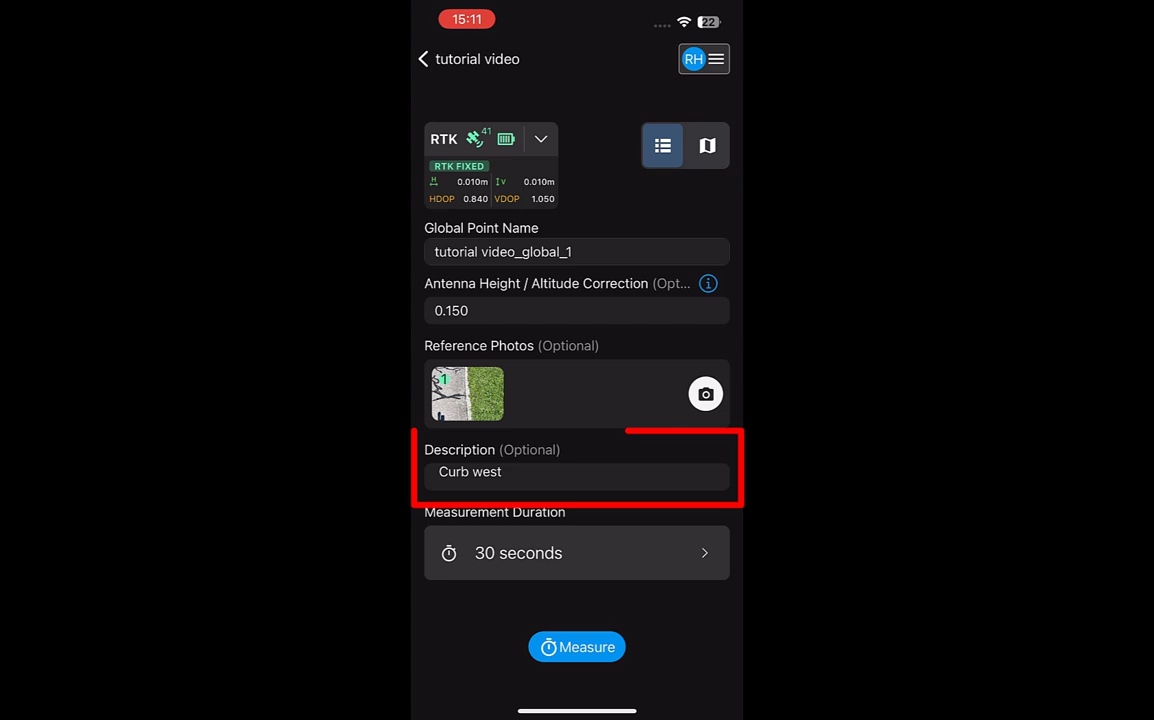 15:11
22
tutorial video
RH
RTK
41
RTK FIXED
H 0.010m V 0.010m
HDOP 0.840 VDOP 1.050
Global Point Name
tutorial video_global_1
Antenna Height / Altitude Correction (Opt...
0.150
Reference Photos (Optional)
1
Description (Optional)
Curb west
Measurement Duration
30 seconds
Measure